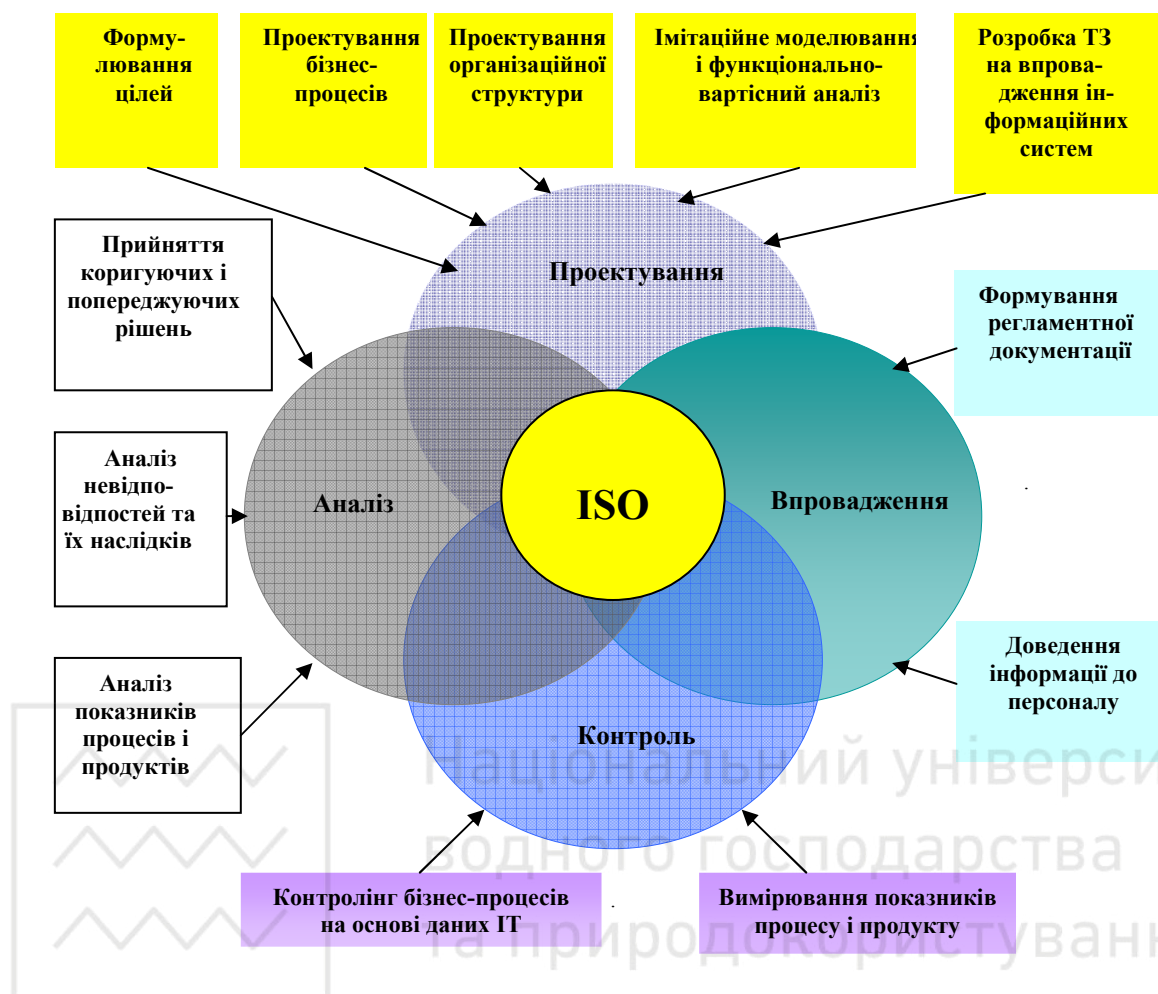 Форму-
лювання
цілей
Проектування
бізнес-
процесів
Проектування
організаційної
структури
Імітаційне моделювання
і функціонально-
вартісний аналіз
Розробка ТЗ
на впрова-
дження ін-
формаційних
систем
Прийняття
коригуючих і
попереджуючих
рішень
Проектування
Формування
регламентної
документації
Аналіз
невідпо-
відпостей та
їх наслідків
Аналіз
ISO
Впровадження
Аналіз
показників
процесів і
продуктів
Доведення
інформації до
персоналу
Контроль
Національний універси
водного господарства
та природокористуванн
Контролінг бізнес-процесів
на основі даних ІТ
Вимірювання показників
процесу і продукту